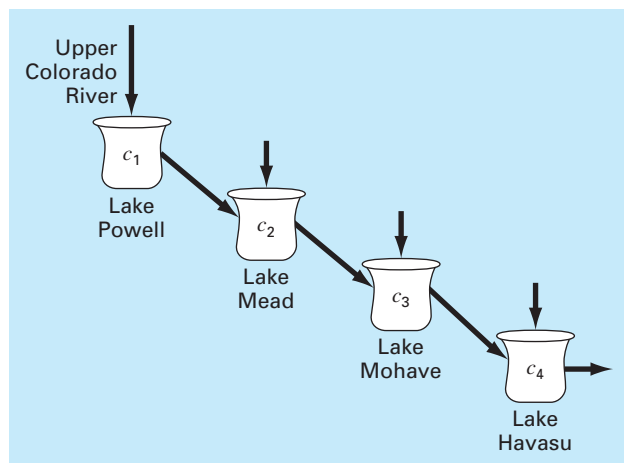 Upper
Colorado
River
c1
Lake
Powell
c2
Lake
Mead
c3
Lake
Mohave
c4
Lake
Havasu